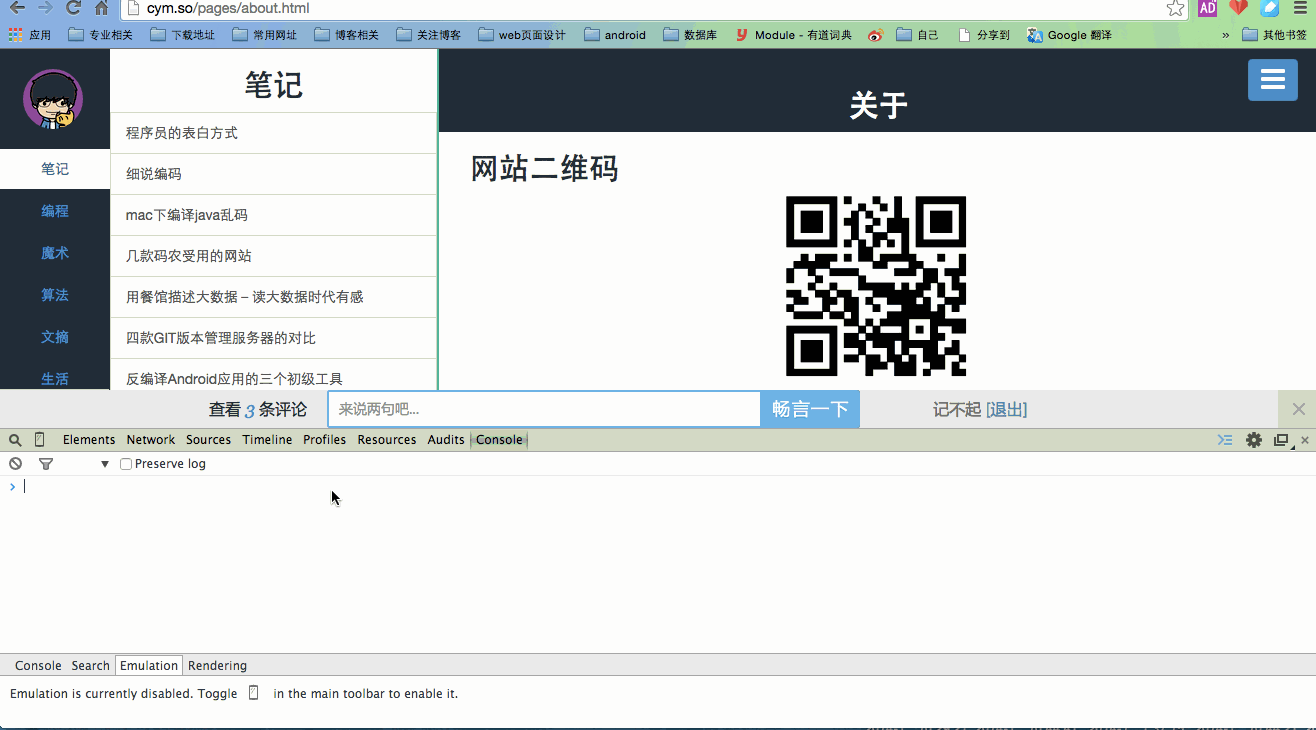 cym.so/pages/about.html
AD
应用 专业相关 下载地址 常用网址 博客相关 关注博客 web页面设计 android 数据库 Module - 有道词典 自己 分享到 Google 翻译 » 其他书签
笔记
编程
魔术
算法
文摘
生活
笔记
程序员的表白方式
细说编码
mac下编译java乱码
几款码农受用的网站
用餐馆描述大数据 – 读大数据时代有感
四款GIT版本管理服务器的对比
反编译Android应用的三个初级工具
关于
网站二维码
查看 3 条评论 来说两句吧... 畅言一下 记不起 [退出]
Elements Network Sources Timeline Profiles Resources Audits Console
Preserve log
Console Search Emulation Rendering
Emulation is currently disabled. Toggle in the main toolbar to enable it.